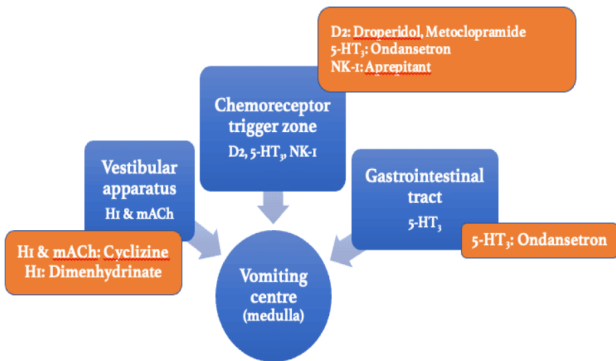 D2: Droperidol, Metoclopramide
5-HT₃: Ondansetron
NK-1: Aprepitant
Chemoreceptor
trigger zone
D2, 5-HT₃, NK-1
Vestibular
apparatus
H1 & mACh
Gastrointestinal
tract
5-HT₃
H1 & mACh: Cyclizine
H1: Dimenhydrinate
5-HT₃: Ondansetron
Vomiting
centre
(medulla)